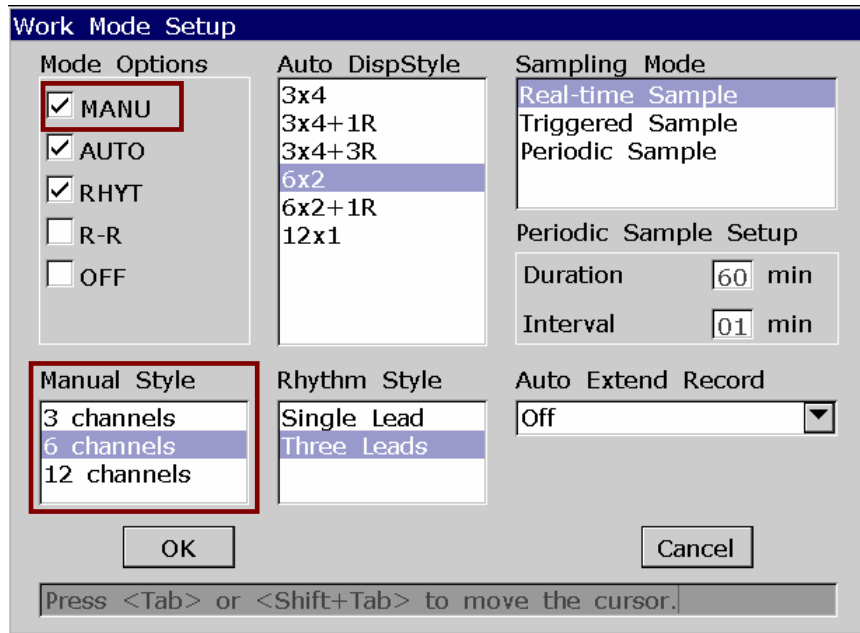 Work Mode Setup
Mode Options
MANU
AUTO
RHYT
R-R
OFF
Auto DispStyle
3x4
3x4+1R
3x4+3R
6x2
6x2+1R
12x1
Sampling Mode
Real-time Sample
Triggered Sample
Periodic Sample
Periodic Sample Setup
Duration 60 min
Interval 01 min
Manual Style
3 channels
6 channels
12 channels
Rhythm Style
Single Lead
Three Leads
Auto Extend Record
Off
OK
Cancel
Press <Tab> or <Shift+Tab> to move the cursor.